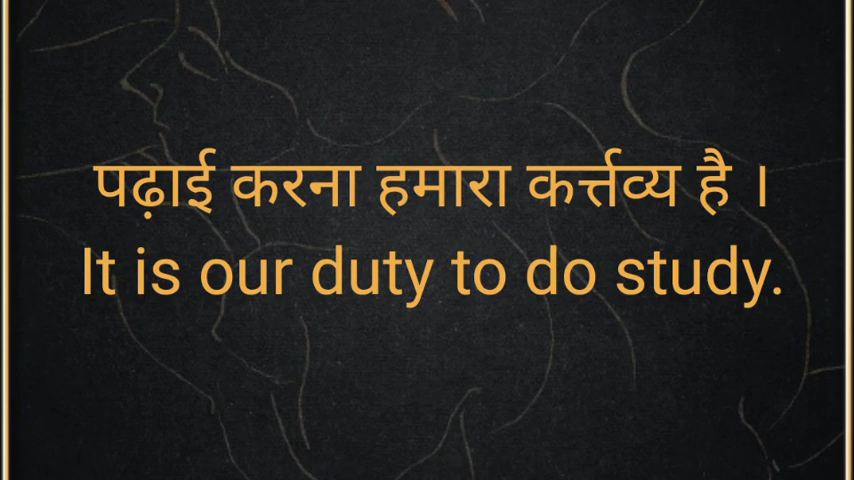 पढ़ाई करना हमारा कर्त्तव्य है ।
It is our duty to do study.